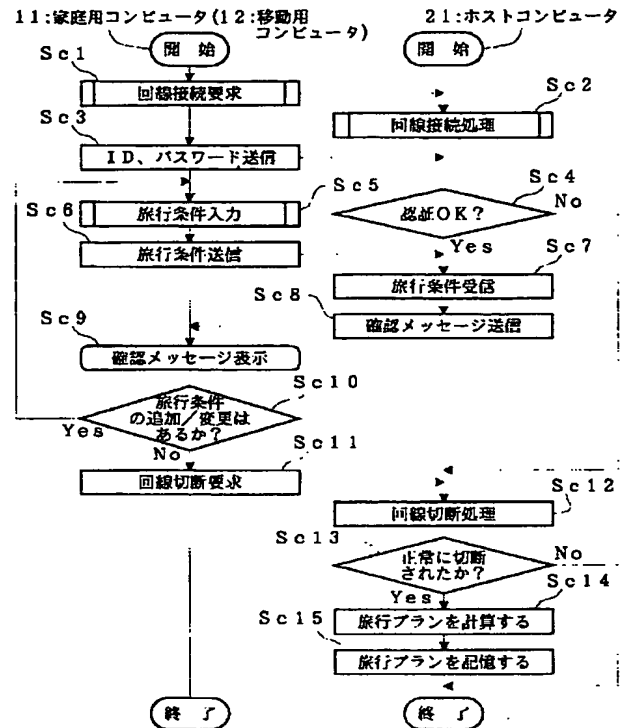 11:家庭用コンピュータ(12:移動用
コンピュータ)
21:ホストコンピュータ
開 始
開 始
Sc1
回線接続要求
Sc2
回線接続処理
Sc3
ID、パスワード送信
Sc4
認証OK?
No
Yes
Sc5
旅行条件入力
Sc6
旅行条件送信
Sc7
旅行条件受信
Sc8
確認メッセージ送信
Sc9
確認メッセージ表示
Sc10
旅行条件
の追加/変更は
あるか?
Yes
No
Sc11
回線切断要求
Sc12
回線切断処理
Sc13
正常に切断
されたか?
No
Yes
Sc14
旅行プランを計算する
Sc15
旅行プランを記憶する
終 了
終 了